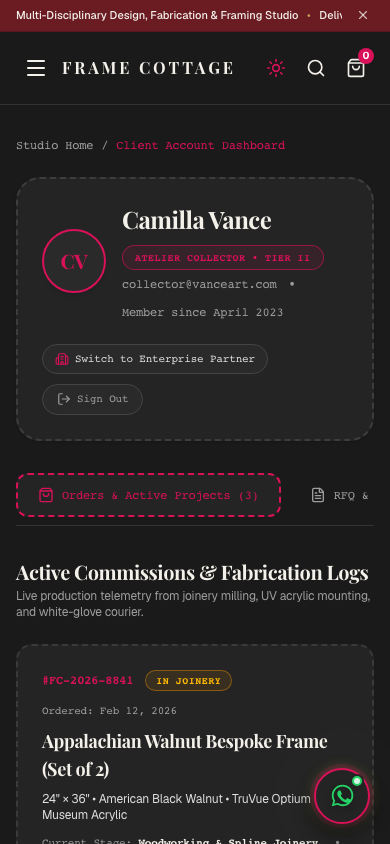 Multi-Disciplinary Design, Fabrication & Framing Studio •
FRAME COTTAGE
0
Studio Home / Client Account Dashboard
CV
Camilla Vance
ATELIER COLLECTOR • TIER II
collector@vanceart.com •
Member since April 2023
Switch to Enterprise Partner
Sign Out
Orders & Active Projects (3)
RFQ &
Active Commissions & Fabrication Logs
Live production telemetry from joinery milling, UV acrylic mounting,
and white-glove courier.
#FC-2026-8841
IN JOINERY
Ordered: Feb 12, 2026
Appalachian Walnut Bespoke Frame
(Set of 2)
24" × 36" • American Black Walnut • TruVue Optium
Museum Acrylic
Current Stage: Woodworking & Spline Joinery •